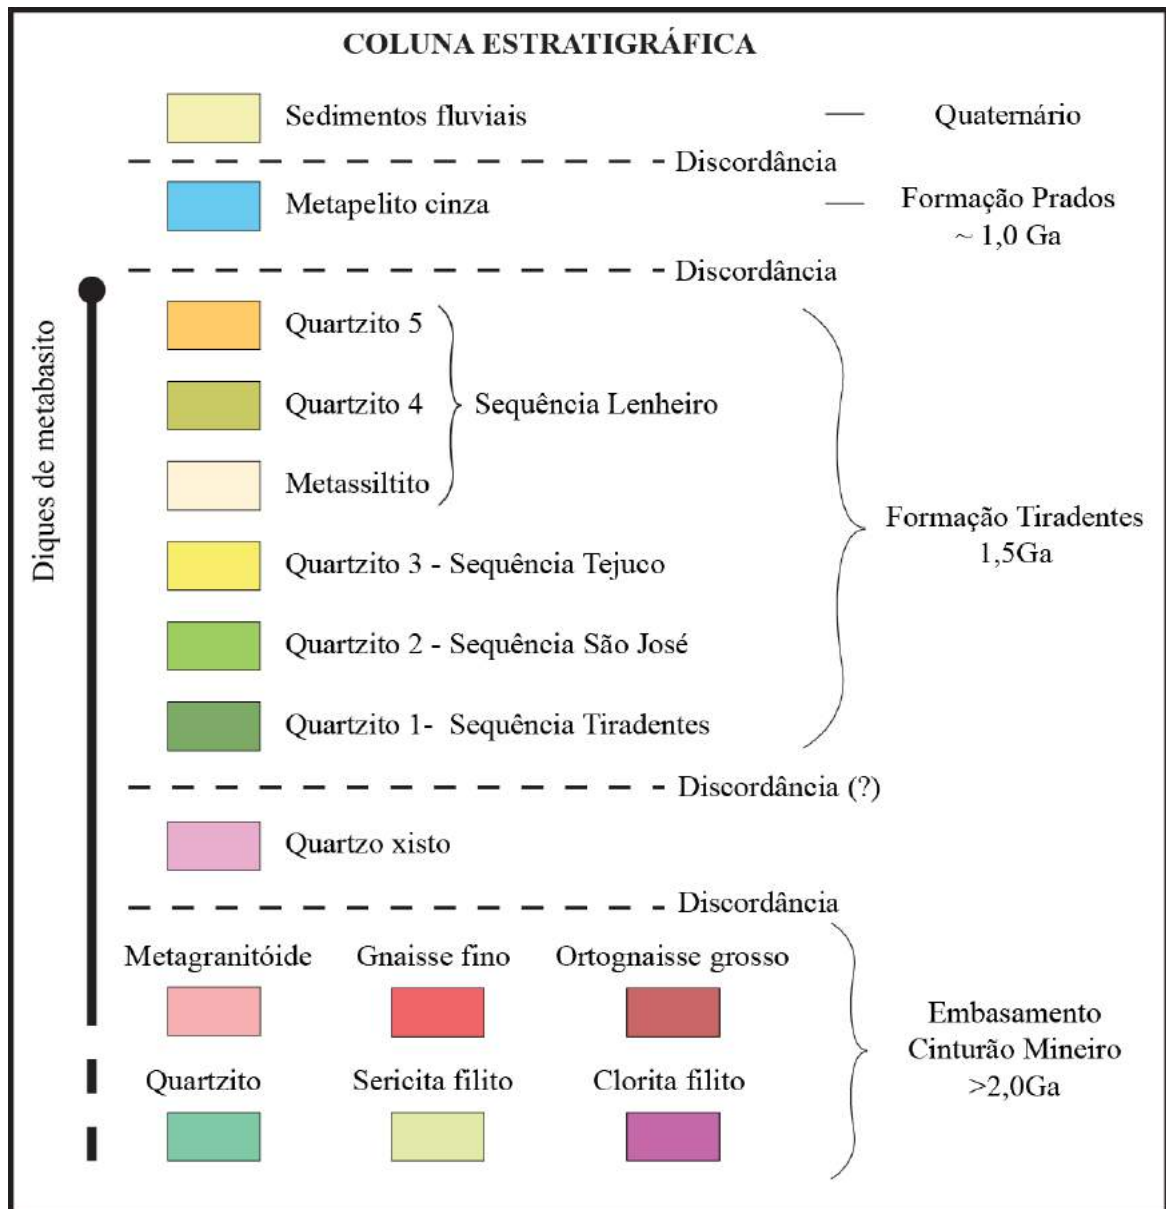 COLUNA ESTRATIGRÁFICA
Sedimentos fluviais
Quaternário
Discordância
Metapelito cinza
Formação Prados
~ 1,0 Ga
Discordância
Diques de metabasito
Quartzito 5
Quartzito 4
Sequência Lenheiro
Metassiltito
Formação Tiradentes
1,5Ga
Quartzito 3 - Sequência Tejuco
Quartzito 2 - Sequência São José
Quartzito 1- Sequência Tiradentes
Discordância (?)
Quartzo xisto
Discordância
Metagranitóide
Gnaisse fino
Ortognaisse grosso
Embasamento
Cinturão Mineiro
>2,0Ga
Quartzito
Sericita filito
Clorita filito